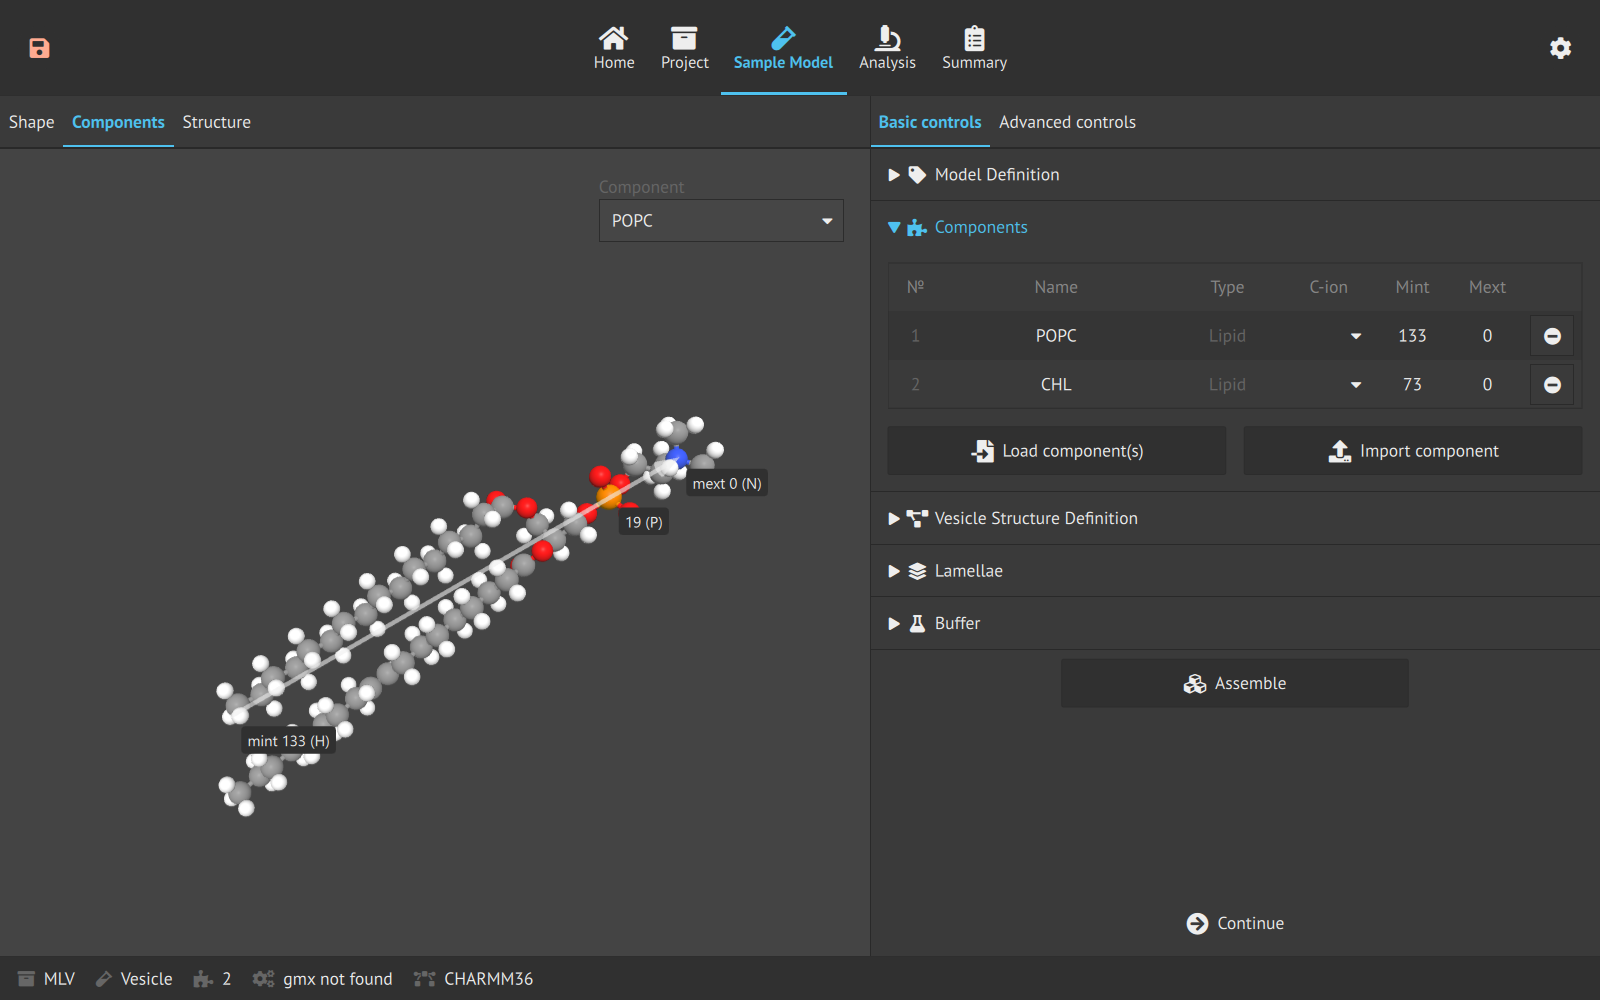 Home
Project
Sample Model
Analysis
Summary
Shape
Components
Structure
Basic controls
Advanced controls
Component
POPC
mext 0 (N)
19 (P)
mint 133 (H)
Model Definition
Components
№ Name Type C-ion Mint Mext
1 POPC Lipid 133 0
2 CHL Lipid 73 0
Load component(s)
Import component
Vesicle Structure Definition
Lamellae
Buffer
Assemble
Continue
MLV
Vesicle
2
gmx not found
CHARMM36